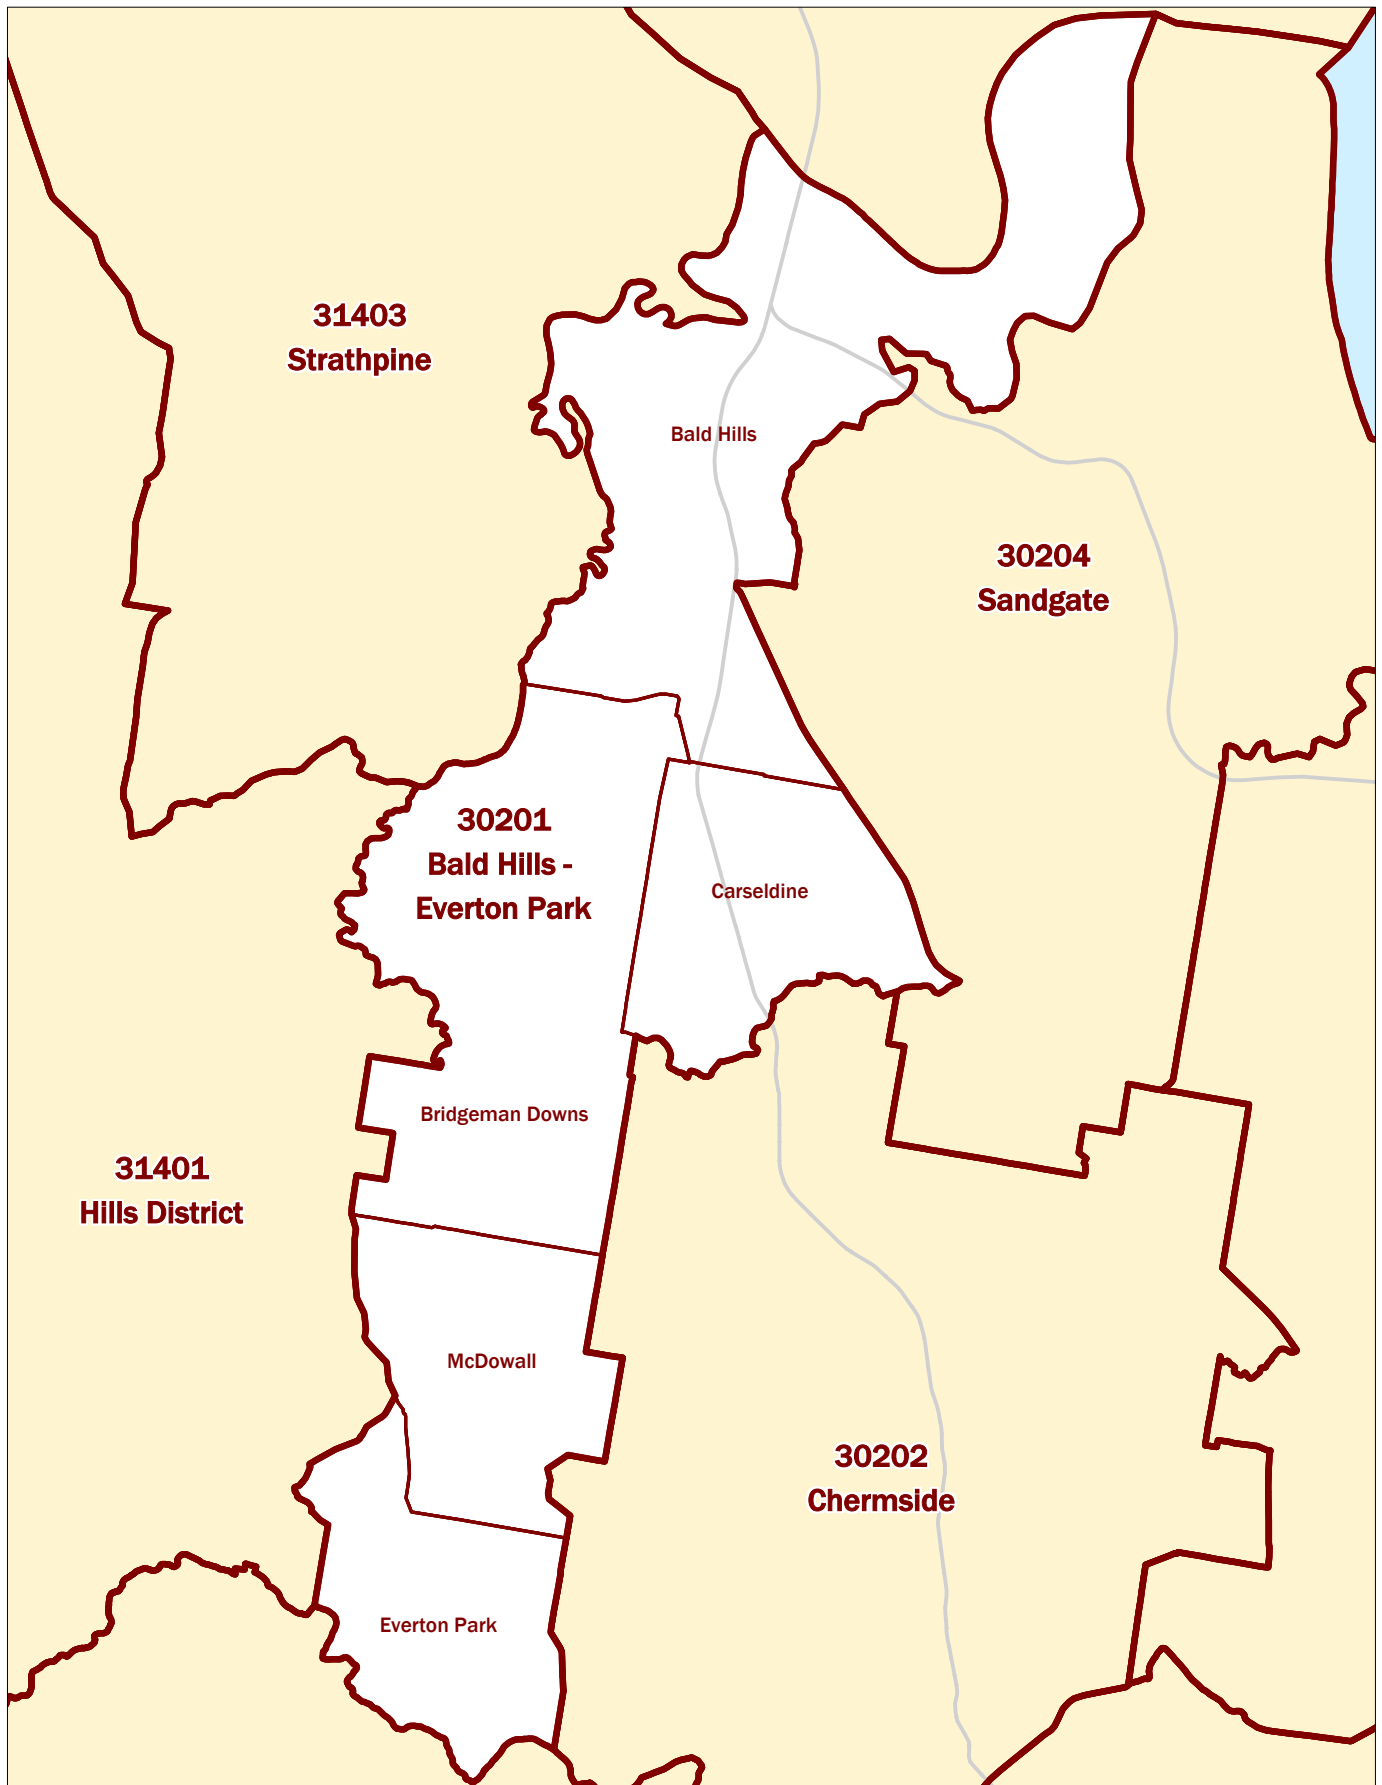 31403
Strathpine
Bald Hills
30204
Sandgate
30201
Bald Hills -
Everton Park
Carseldine
Bridgeman Downs
31401
Hills District
McDowall
30202
Chermside
Everton Park